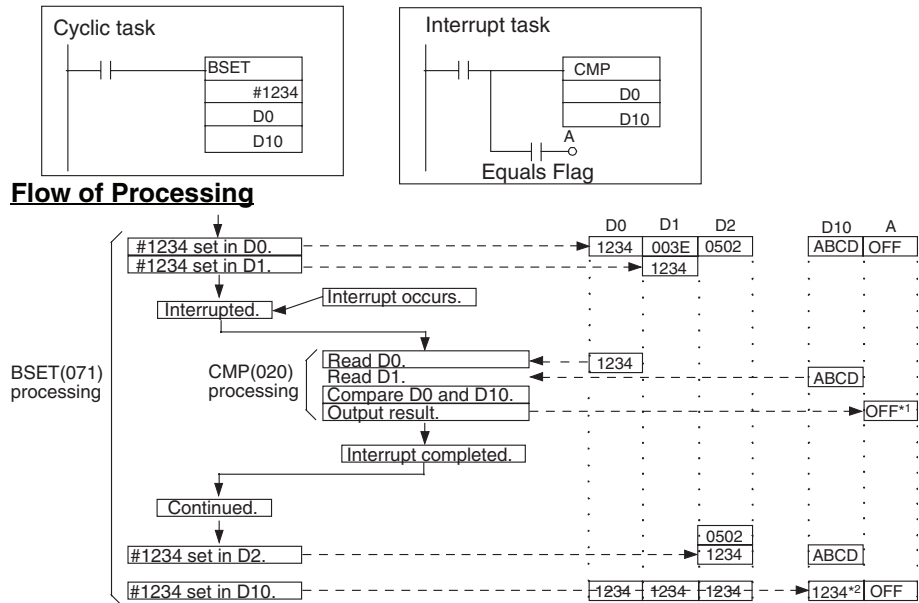 Cyclic task
BSET
#1234
D0
D10
Interrupt task
CMP
D0
D10
A
Equals Flag
Flow of Processing
D0 D1 D2 D10 A
#1234 set in D0. 1234 003E 0502 ABCD OFF
#1234 set in D1. 1234
Interrupt occurs.
Interrupted.
BSET(071)
processing
CMP(020)
processing
Read D0. 1234
Read D1. ABCD
Compare D0 and D10.
Output result. OFF*1
Interrupt completed.
Continued.
0502
#1234 set in D2. 1234 ABCD
#1234 set in D10. 1234 1234 1234 1234*2 OFF